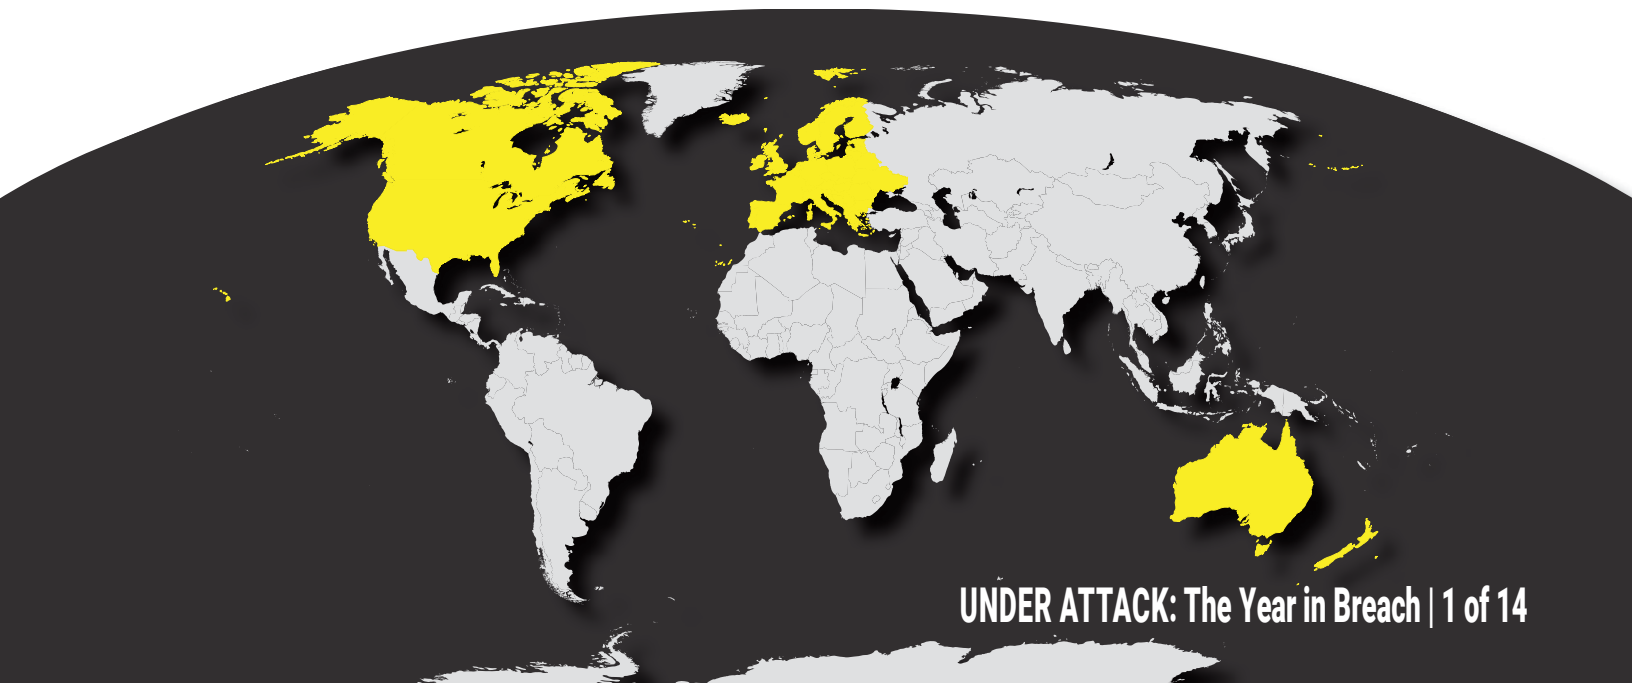 UNDER ATTACK: The Year in Breach | 1 of 14